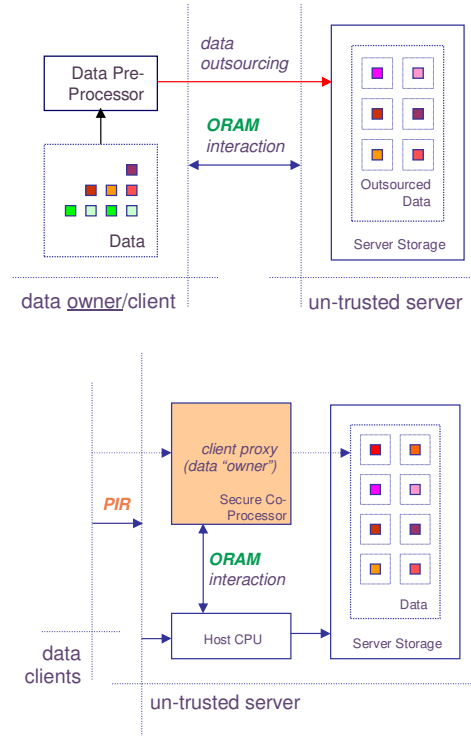 data
outsourcing
Data Pre-
Processor
ORAM
interaction
Data
Outsourced
Data
Server Storage
data owner/client
un-trusted server
client proxy
(data “owner”)
Secure Co-
Processor
PIR
ORAM
interaction
Data
Host CPU
Server Storage
data
clients
un-trusted server